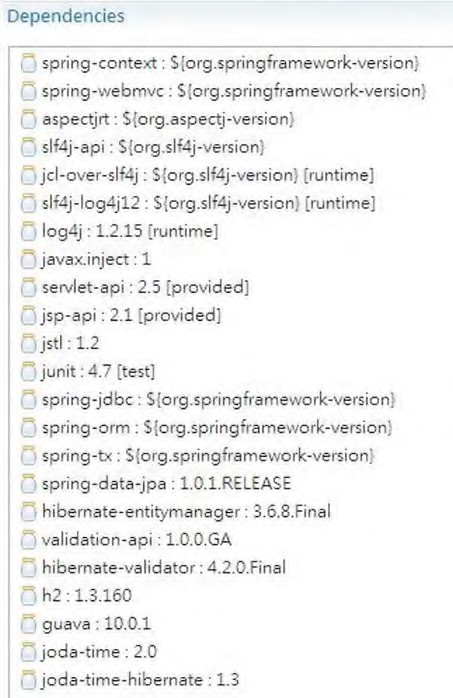 Dependencies
spring-context : ${org.springframework-version}
spring-webmvc : ${org.springframework-version}
aspectjrt : ${org.aspectj-version}
slf4j-api : ${org.slf4j-version}
jcl-over-slf4j : ${org.slf4j-version} [runtime]
slf4j-log4j12 : ${org.slf4j-version} [runtime]
log4j : 1.2.15 [runtime]
javax.inject : 1
servlet-api : 2.5 [provided]
jsp-api : 2.1 [provided]
jstl : 1.2
junit : 4.7 [test]
spring-jdbc : ${org.springframework-version}
spring-orm : ${org.springframework-version}
spring-tx : ${org.springframework-version}
spring-data-jpa : 1.0.1.RELEASE
hibernate-entitymanager : 3.6.8.Final
validation-api : 1.0.0.GA
hibernate-validator : 4.2.0.Final
h2 : 1.3.160
guava : 10.0.1
joda-time : 2.0
joda-time-hibernate : 1.3